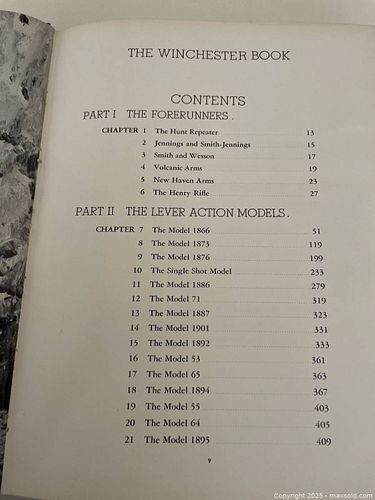 THE WINCHESTER BOOK
CONTENTS
PART I THE FORERUNNERS.
CHAPTER 1 The Hunt Repeater 13
2 Jennings and Smith-Jennings 15
3 Smith and Wesson 17
4 Volcanic Arms 19
5 New Haven Arms 23
6 The Henry Rifle 27
PART II THE LEVER ACTION MODELS.
CHAPTER 7 The Model 1866 51
8 The Model 1873 119
9 The Model 1876 199
10 The Single Shot Model 233
11 The Model 1886 279
12 The Model 71 319
13 The Model 1887 323
14 The Model 1901 331
15 The Model 1892 333
16 The Model 53 361
17 The Model 65 363
18 The Model 1894 367
19 The Model 55 403
20 The Model 64 405
21 The Model 1895 409
9
Copyright 2025 - maxsold.com